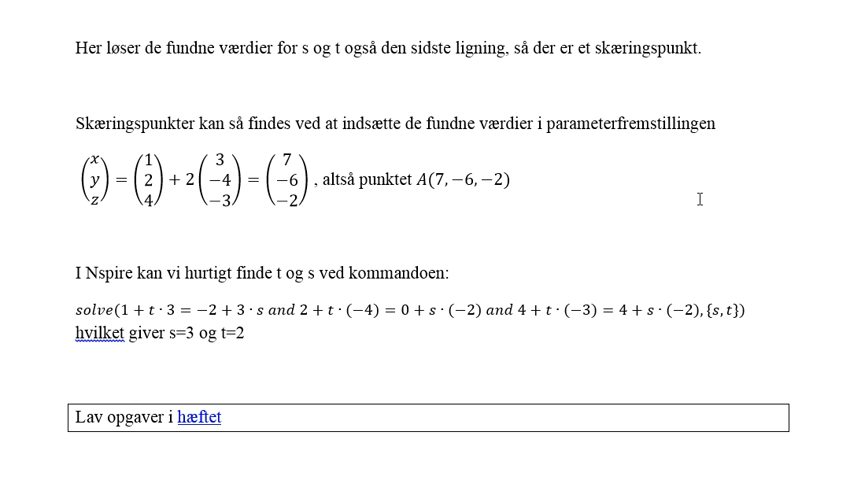 Her løser de fundne værdier for s og t også den sidste ligning, så der er et skæringspunkt.
Skæringspunkter kan så findes ved at indsætte de fundne værdier i parameterfremstillingen
(x y z) = (1 2 4) + 2 (3 −4 −3) = (7 −6 −2) , altså punktet A(7, −6, −2)
I Nspire kan vi hurtigt finde t og s ved kommandoen:
solve(1 + t · 3 = −2 + 3 · s and 2 + t · (−4) = 0 + s · (−2) and 4 + t · (−3) = 4 + s · (−2), {s, t})
hvilket giver s=3 og t=2
Lav opgaver i hæftet